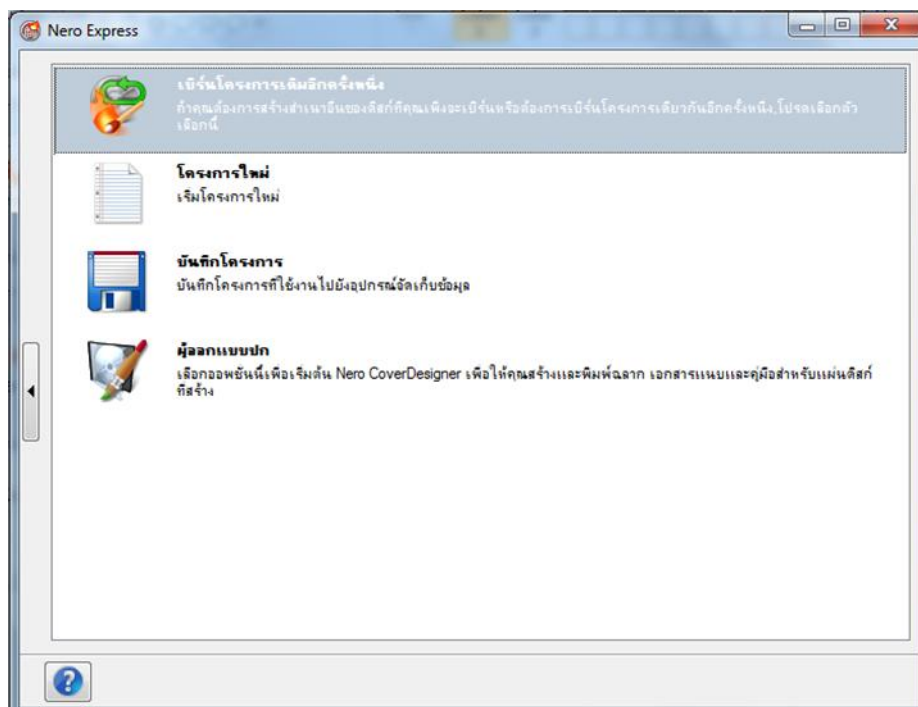 Nero Express
เบิร์นโครงการเดิมอีกครั้งหนึ่ง
ถ้าคุณต้องการสร้างสำเนาอื่นของดิสก์ที่คุณเพิ่งจะเบิร์นหรือต้องการเบิร์นโครงการเดียวกันอีกครั้งหนึ่ง,โปรดเลือกตัว
เลือกนี้
โครงการใหม่
เริ่มโครงการใหม่
บันทึกโครงการ
บันทึกโครงการที่ใช้งานไปยังอุปกรณ์จัดเก็บข้อมูล
ผู้ออกแบบปก
เลือกออพชันนี้เพื่อเริ่มต้น Nero CoverDesigner เพื่อให้คุณสร้างและพิมพ์ฉลาก เอกสารแนบและคู่มือสำหรับแผ่นดิสก์
ที่สร้าง